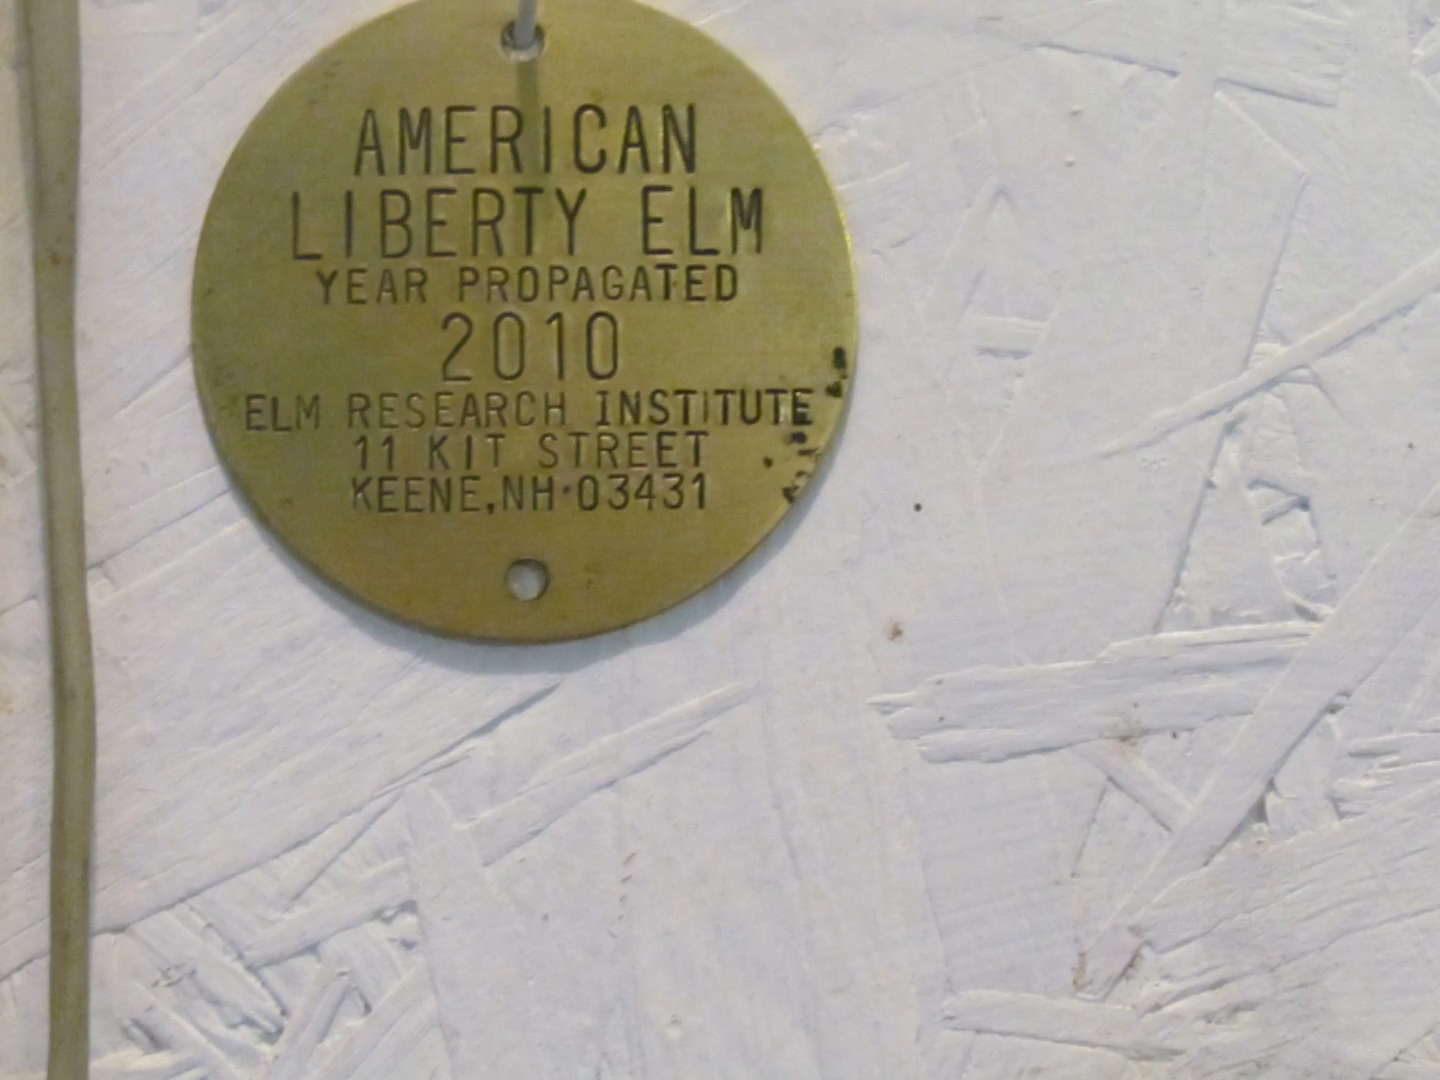 AMERICAN
LIBERTY ELM
YEAR PROPAGATED
2010
ELM RESEARCH INSTITUTE
11 KIT STREET
KEENE, NH·03431